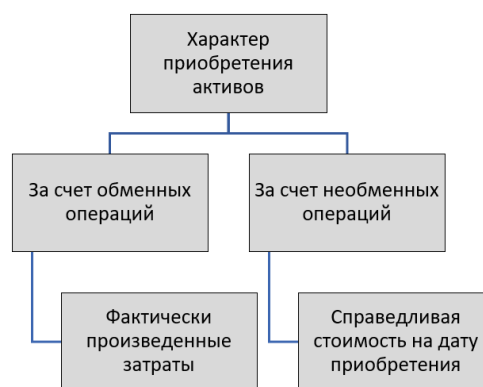 Характер
приобретения
активов
За счет обменных
операций
За счет необменных
операций
Фактически
произведенные
затраты
Справедливая
стоимость на дату
приобретения